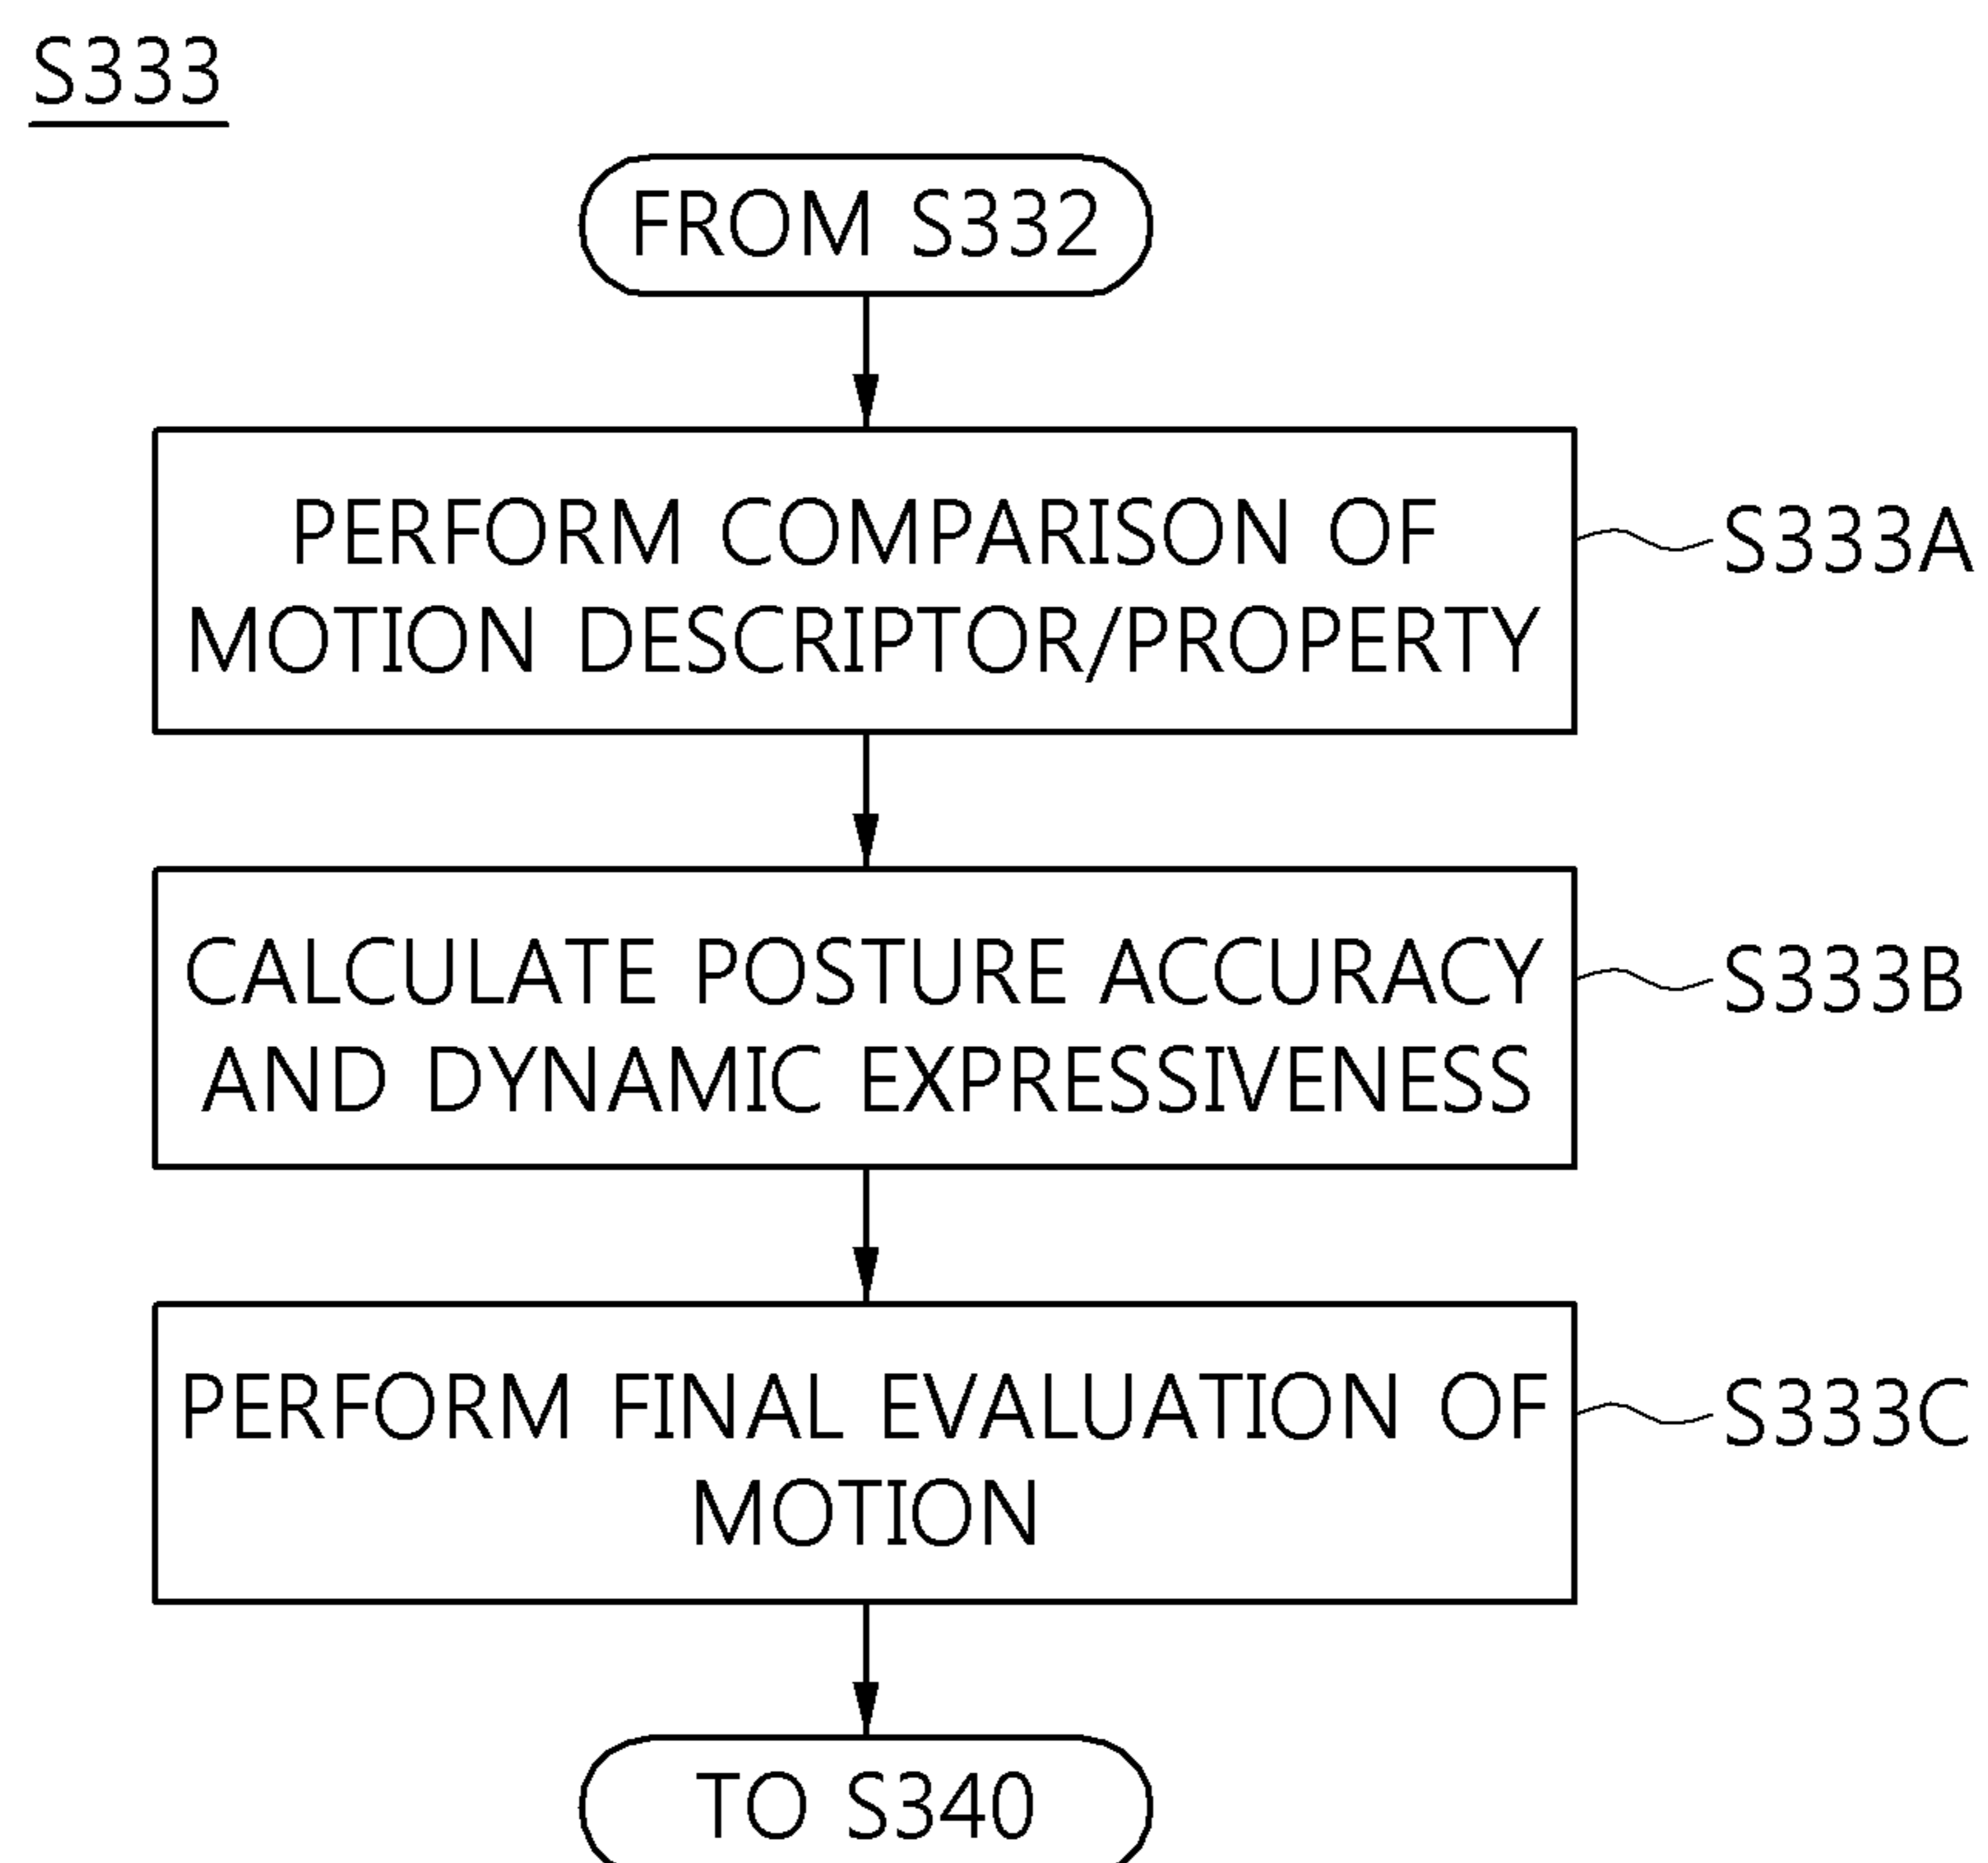 S333
FROM S332
PERFORM COMPARISON OF
MOTION DESCRIPTOR/PROPERTY
S333A
CALCULATE POSTURE ACCURACY
AND DYNAMIC EXPRESSIVENESS
S333B
PERFORM FINAL EVALUATION OF
MOTION
S333C
TO S340